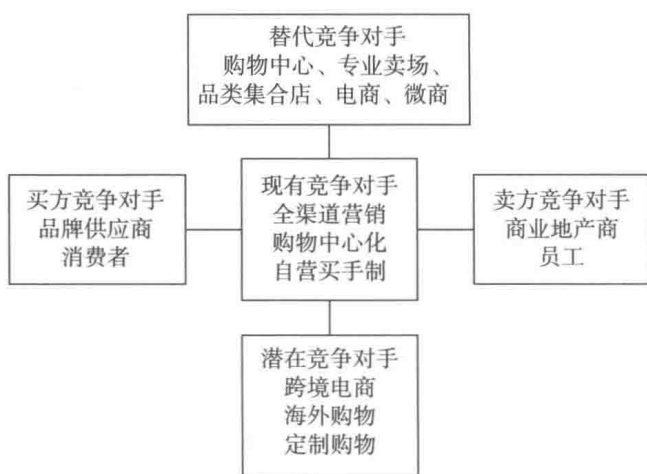 替代竞争对手
购物中心、专业卖场、
品类集合店、电商、微商
买方竞争对手
品牌供应商
消费者
现有竞争对手
全渠道营销
购物中心化
自营买手制
卖方竞争对手
商业地产商
员工
潜在竞争对手
跨境电商
海外购物
定制购物